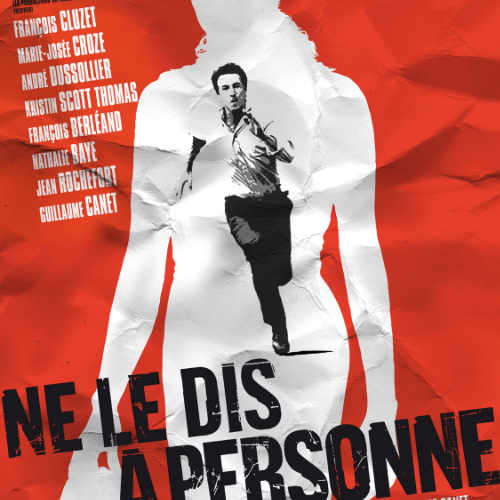 FRANÇOIS CLUZET
MARIE-JOSÉE CROZE
ANDRÉ DUSSOLLIER
KRISTIN SCOTT THOMAS
FRANÇOIS BERLÉAND
NATHALIE BAYE
JEAN ROCHEFORT
GUILLAUME CANET
NE LE DIS
À PERSONNE